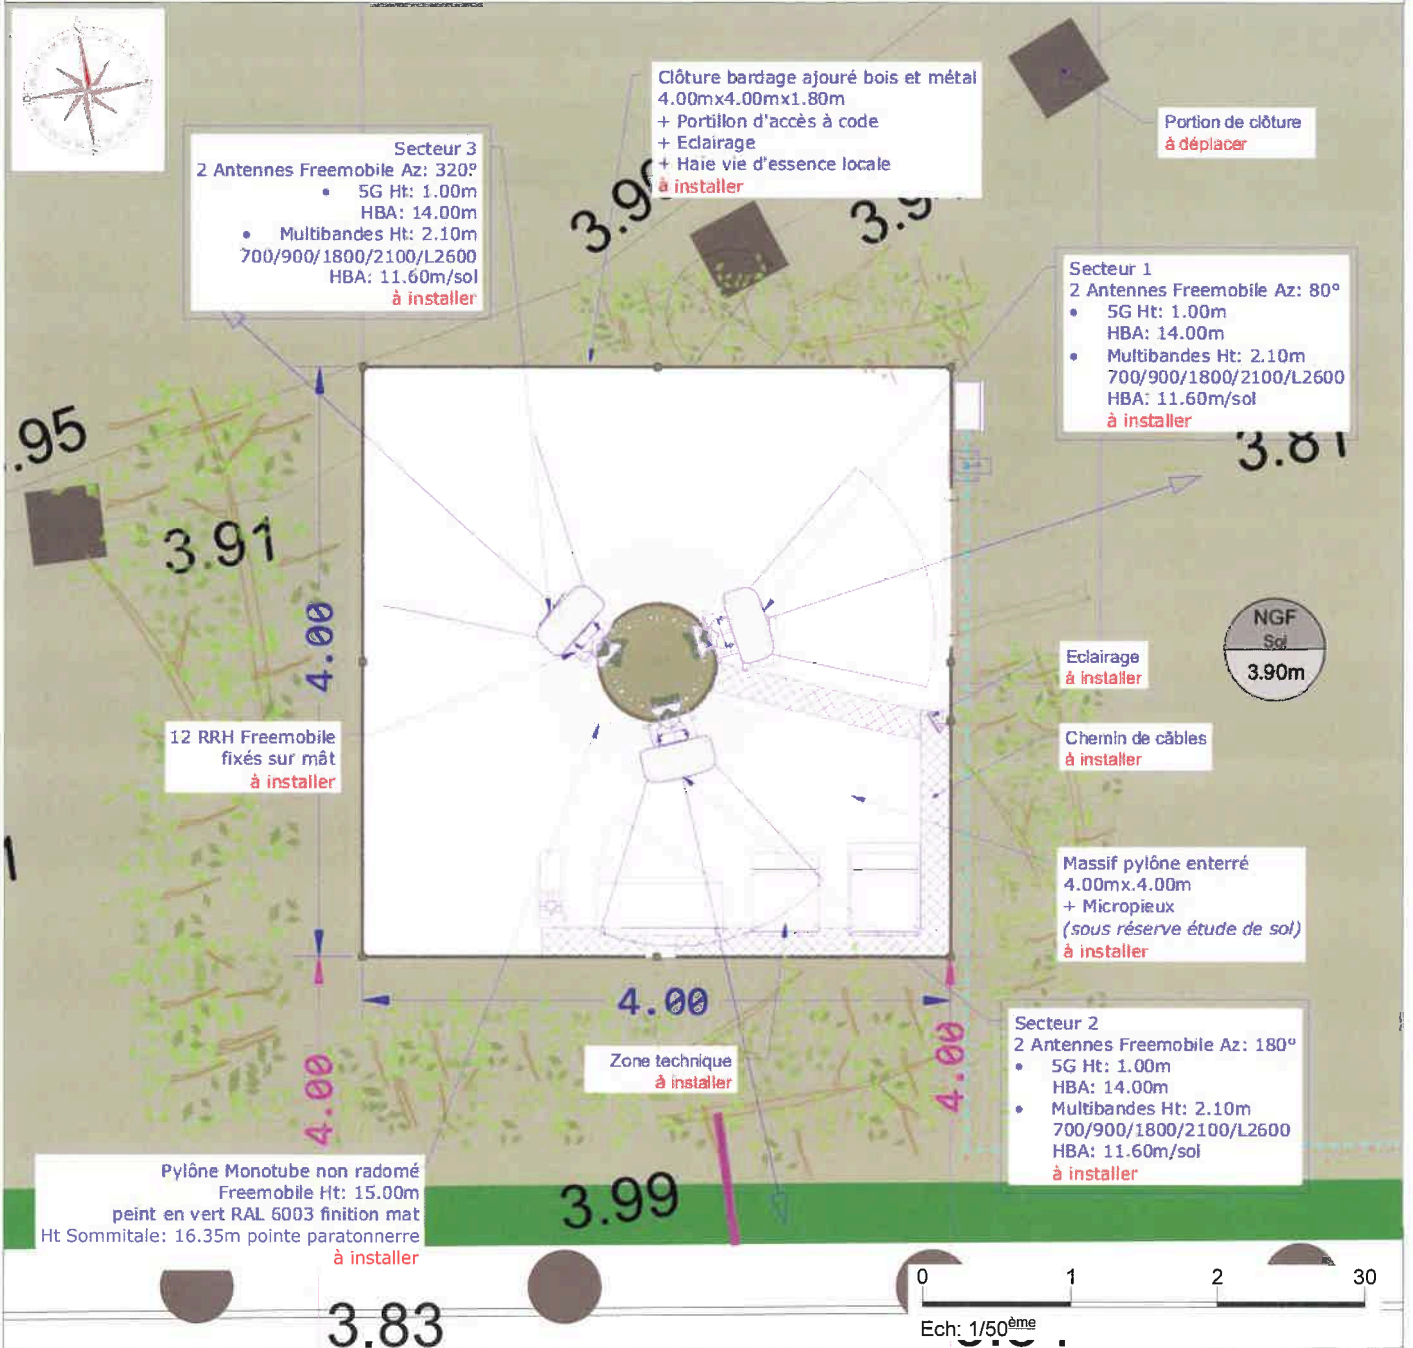 Clôture bardage ajouré bois et métal
4.00mx4.00mx1.80m
+ Portillon d'accès à code
+ Eclairage
+ Haie vie d'essence locale
à installer
Portion de clôture
à déplacer
Secteur 3
2 Antennes Freemobile Az: 320°
• 5G Ht: 1.00m
HBA: 14.00m
• Multibandes Ht: 2.10m
700/900/1800/2100/L2600
HBA: 11.60m/sol
à installer
Secteur 1
2 Antennes Freemobile Az: 80°
• 5G Ht: 1.00m
HBA: 14.00m
• Multibandes Ht: 2.10m
700/900/1800/2100/L2600
HBA: 11.60m/sol
à installer
3.81
.95
3.91
4.00
NGF
Sol
3.90m
Eclairage
à installer
12 RRH Freemobile
fixés sur mât
à installer
Chemin de câbles
à installer
Massif pylône enterré
4.00mx.4.00m
+ Micropieux
(sous réserve étude de sol)
à installer
4.00
Zone technique
à installer
4.00
4.00
Secteur 2
2 Antennes Freemobile Az: 180°
• 5G Ht: 1.00m
HBA: 14.00m
• Multibandes Ht: 2.10m
700/900/1800/2100/L2600
HBA: 11.60m/sol
à installer
Pylône Monotube non radomé
Freemobile Ht: 15.00m
peint en vert RAL 6003 finition mat
Ht Sommitale: 16.35m pointe paratonnerre
à installer
3.99
3.83
0 1 2 30
Ech: 1/50ème